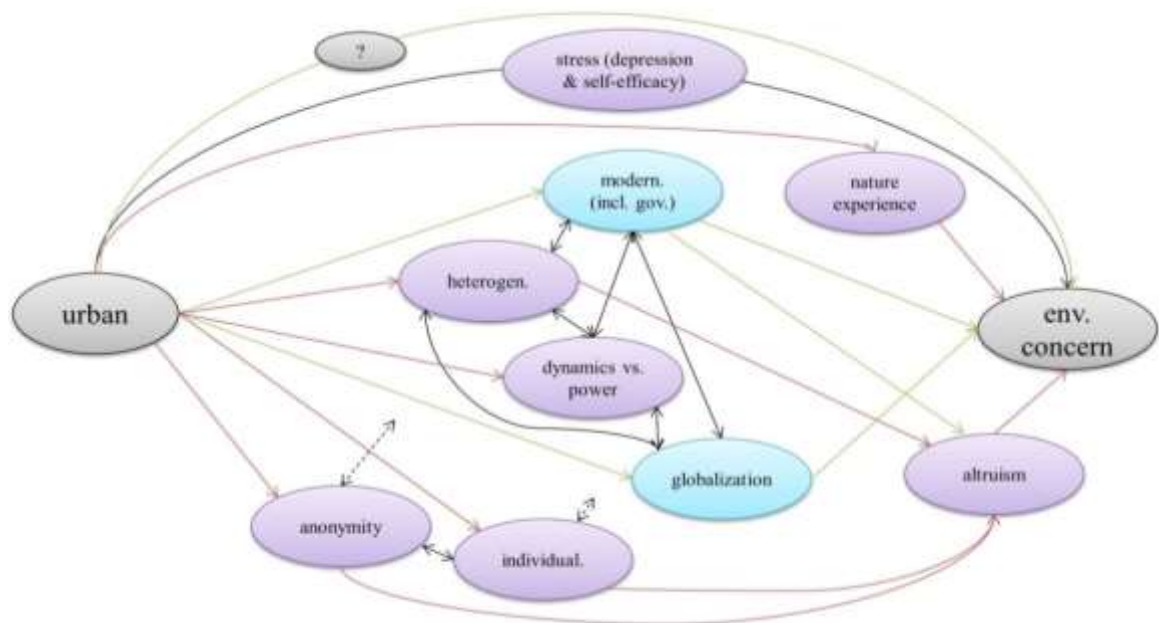 ?
stress (depression
& self-efficacy)
modern.
(incl. gov.)
nature
experience
heterogen.
urban
env.
concern
dynamics vs.
power
globalization
altruism
anonymity
individual.